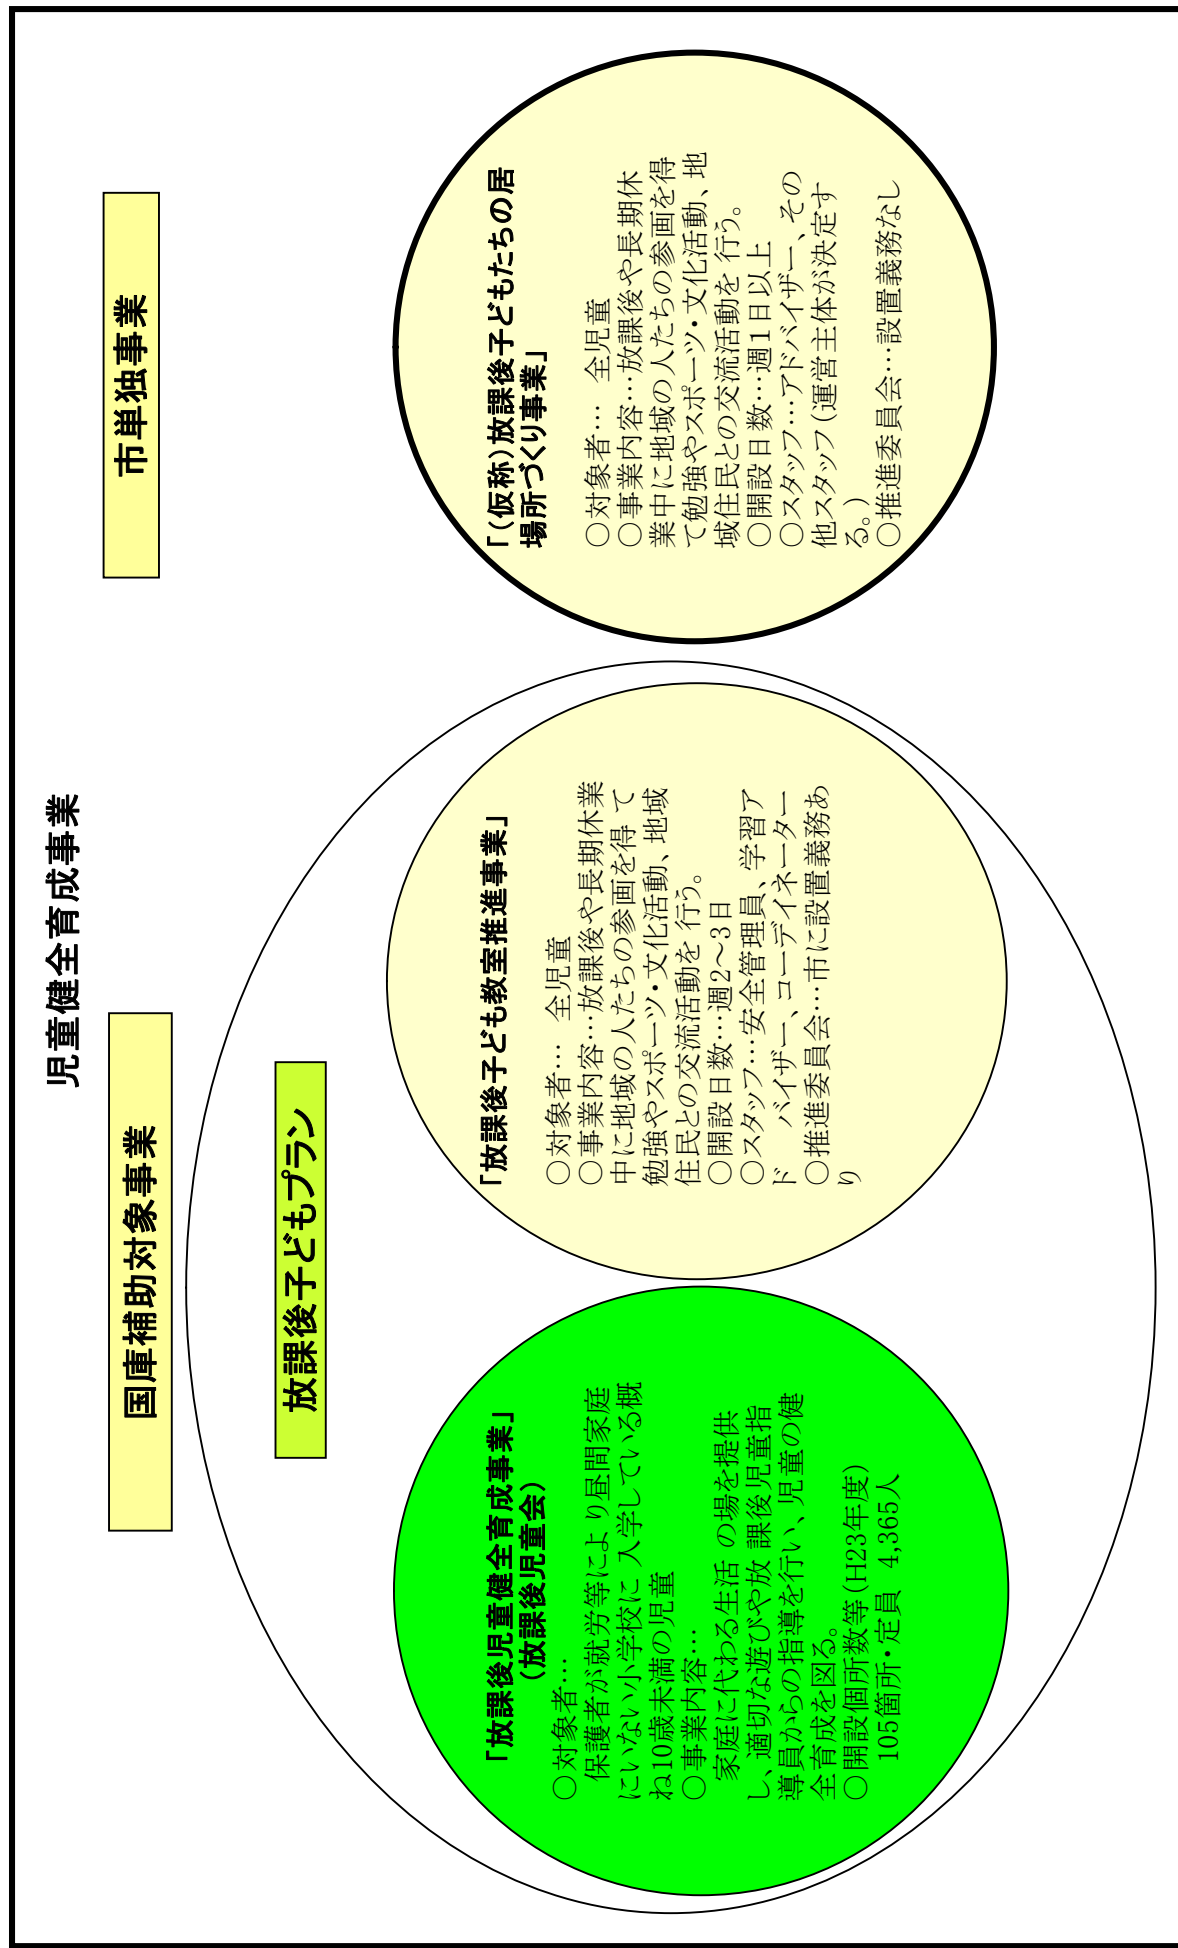 児童健全育成事業
国庫補助対象事業
市単独事業
放課後子どもプラン
「放課後児童健全育成事業」
（放課後児童会）
○対象者…
保護者が就労等により昼間家庭
にいない小学校に 入学している概
ね10歳未満の児童
○事業内容…
家庭に代わる生活 の場を提供
し、適切な遊びや放 課後児童指
導員からの指導を行い、児童の健
全育成を図る。
○開設個所数等（H23年度）
105箇所・定員 4,365人
「放課後子ども教室推進事業」
○対象者… 全児童
○事業内容…放課後や長期休業
中に地域の人たちの参画を得 て
勉強やスポーツ・文化活動、地域
住民との交流活動を 行う。
○開設日数…週2～3日
○スタッフ…安全管理員、学習ア
ド バイザー、コーディネーター
○推進委員会…市に設置義務あ
り
「（仮称）放課後子どもたちの居
場所づくり事業」
○対象者… 全児童
○事業内容…放課後や長期休
業中に地域の人たちの参画を得
て勉強やスポーツ・文化活動、地
域住民との交流活動を 行う。
○開設日数…週1日以上
○スタッフ…アドバイザー、その
他スタッフ（運営主体が決定す
る。）
○推進委員会…設置義務なし